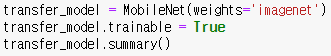 transfer_model = MobileNet(weights='imagenet')
transfer_model.trainable = True
transfer_model.summary()